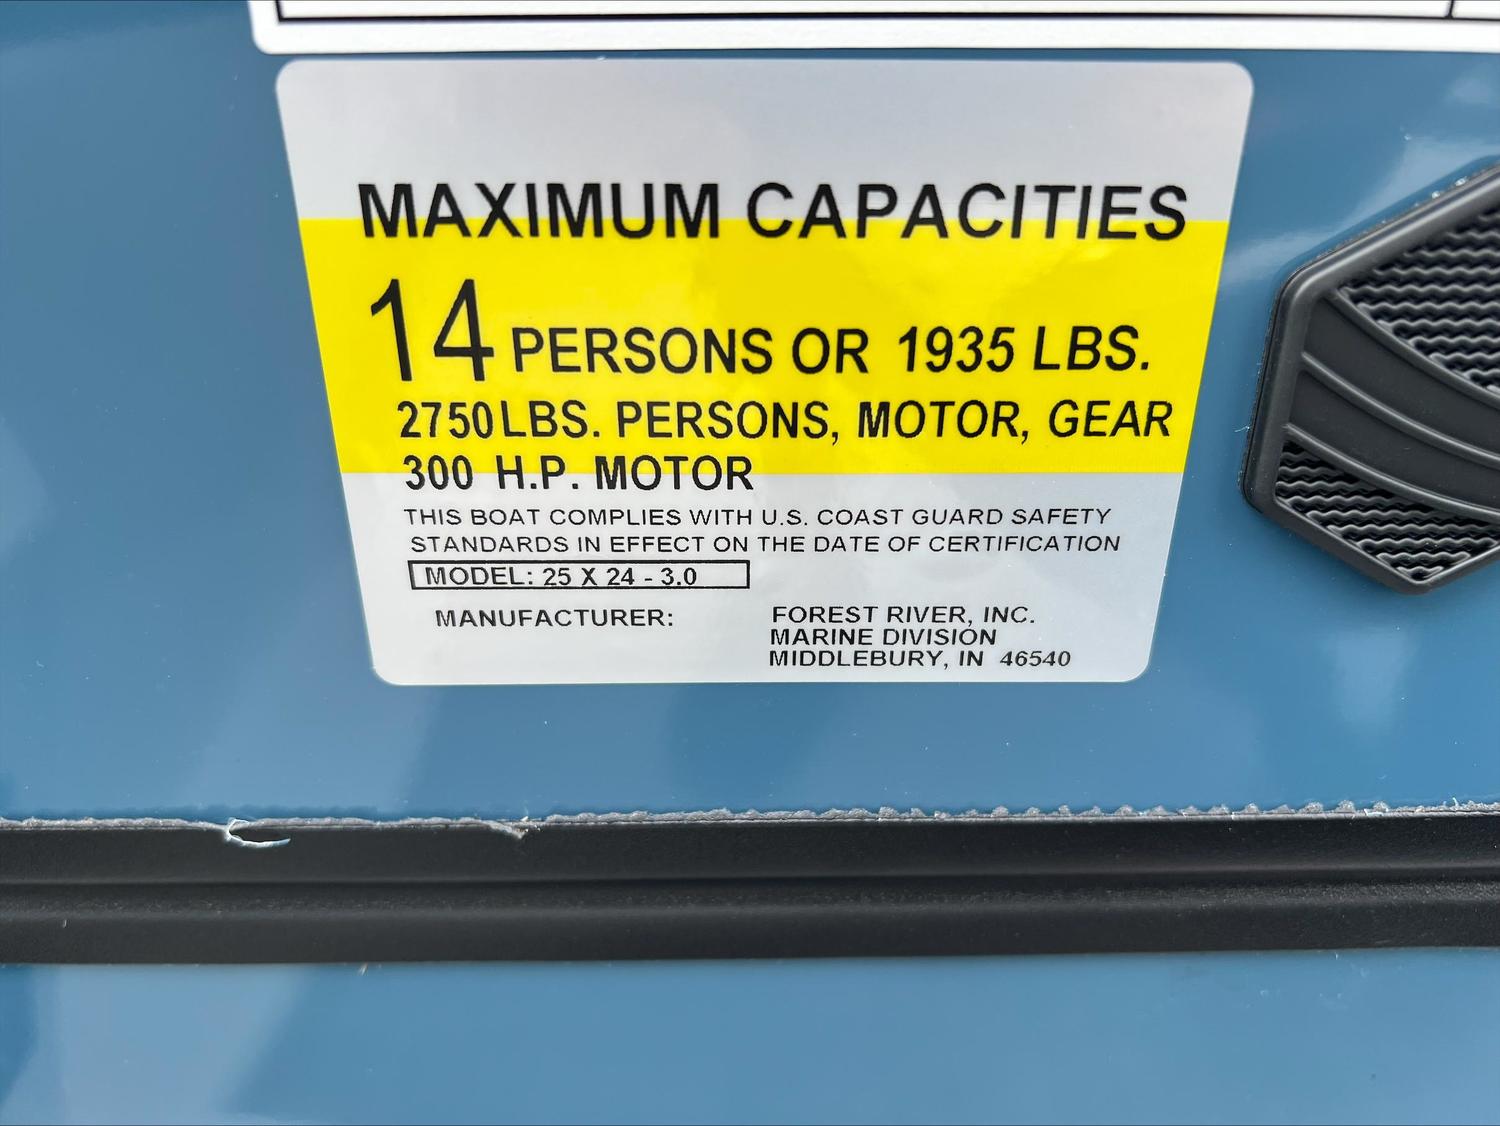 MAXIMUM CAPACITIES
14 PERSONS OR 1935 LBS.
2750 LBS. PERSONS, MOTOR, GEAR
300 H.P. MOTOR
THIS BOAT COMPLIES WITH U.S. COAST GUARD SAFETY
STANDARDS IN EFFECT ON THE DATE OF CERTIFICATION
MODEL: 25 X 24 - 3.0
MANUFACTURER: FOREST RIVER, INC.
MARINE DIVISION
MIDDLEBURY, IN 46540